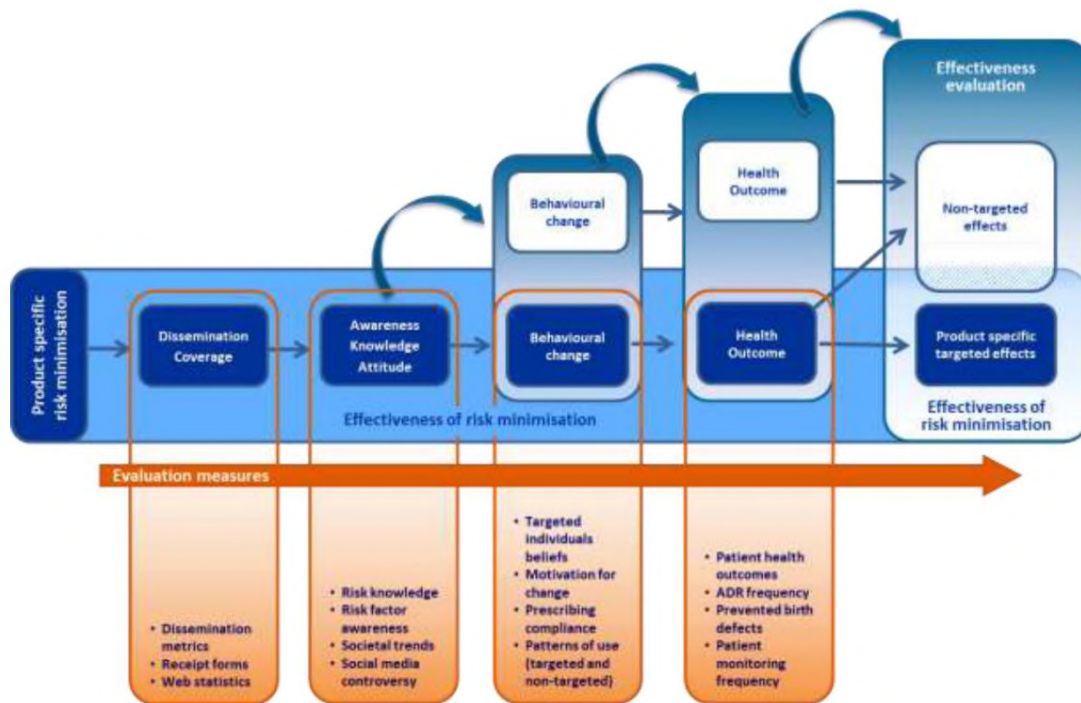 Effectiveness
evaluation
Behavioural
change
Health
Outcome
Non-targeted
effects
Product specific
risk minimisation
Dissemination
Coverage
Awareness
Knowledge
Attitude
Behavioural
change
Health
Outcome
Product specific
targeted effects
Effectiveness of risk minimisation
Effectiveness of
risk minimisation
Evaluation measures
• Dissemination
metrics
• Receipt forms
• Web statistics
• Risk knowledge
• Risk factor
awareness
• Societal trends
• Social media
controversy
• Targeted
individuals
beliefs
• Motivation for
change
• Prescribing
compliance
• Patterns of use
(targeted and
non-targeted)
• Patient health
outcomes
• ADR frequency
• Prevented birth
defects
• Patient
monitoring
frequency